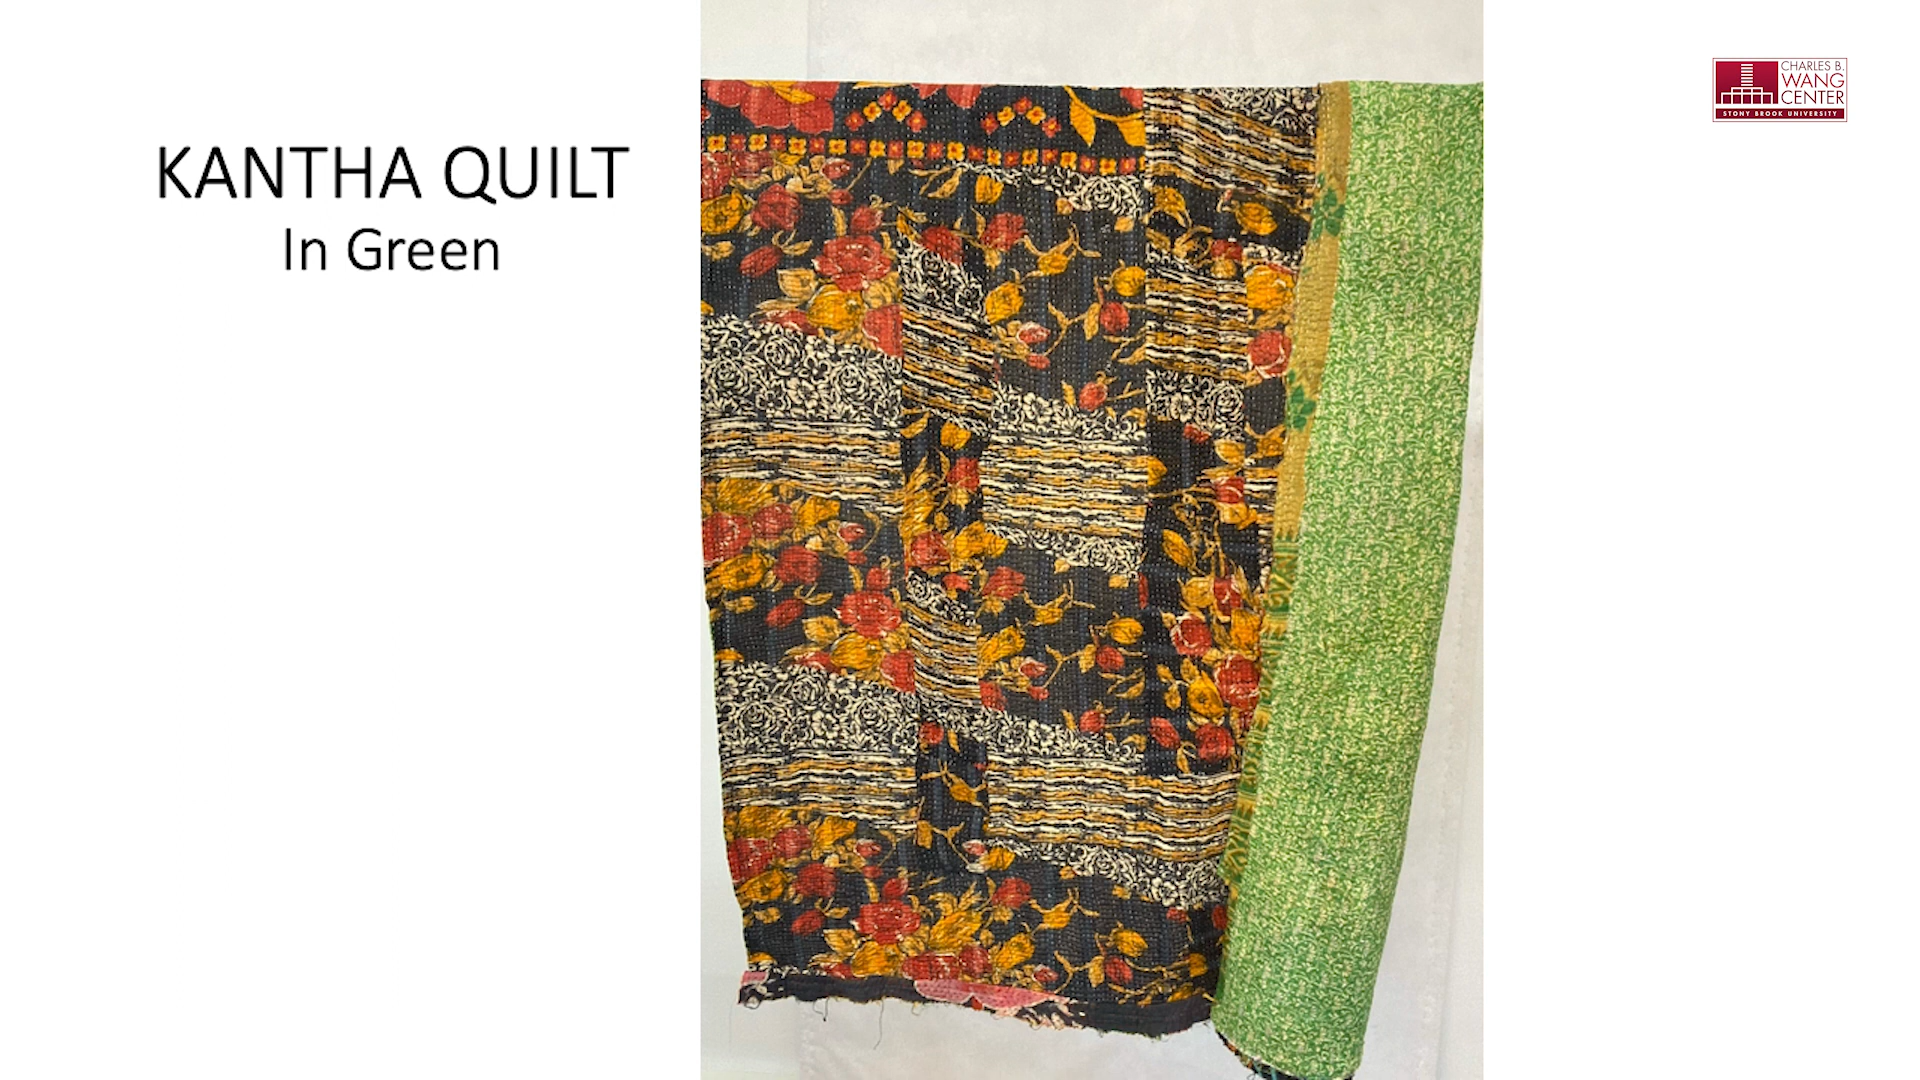 KANTHA QUILT
In Green
CHARLES B.
WANG
CENTER
STONY BROOK UNIVERSITY